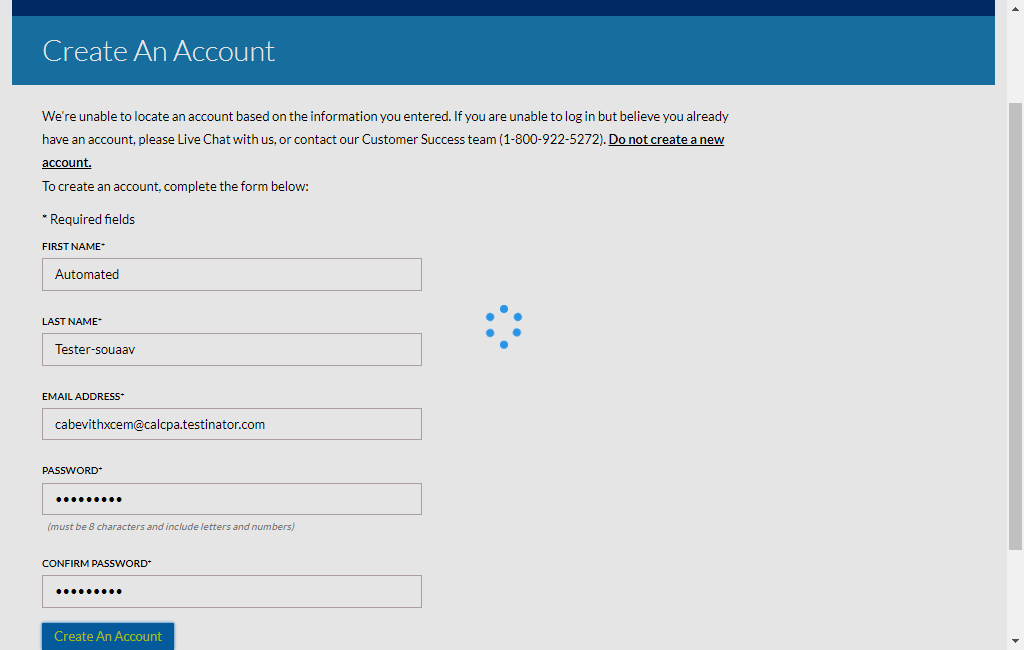 Create An Account
We're unable to locate an account based on the information you entered. If you are unable to log in but believe you already
have an account, please Live Chat with us, or contact our Customer Success team (1-800-922-5272). Do not create a new
account.
To create an account, complete the form below:
* Required fields
FIRST NAME*
Automated
LAST NAME*
Tester-souaav
EMAIL ADDRESS*
cabevithxcem@calcpa.testinator.com
PASSWORD*
•••••••••
(must be 8 characters and include letters and numbers)
CONFIRM PASSWORD*
•••••••••
Create An Account